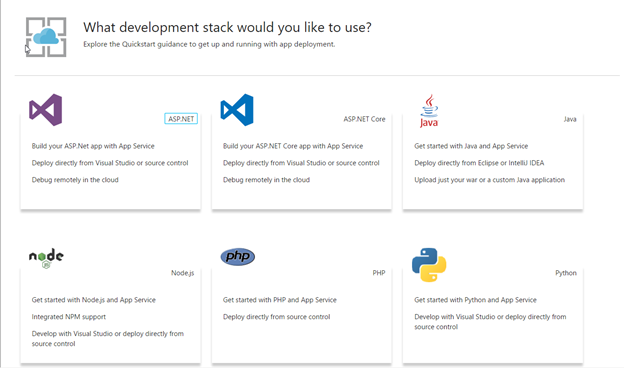 What development stack would you like to use?
Explore the Quickstart guidance to get up and running with app deployment.
ASP.NET
Build your ASP.Net app with App Service
Deploy directly from Visual Studio or source control
Debug remotely in the cloud
ASP.NET Core
Build your ASP.NET Core app with App Service
Deploy directly from Visual Studio or source control
Debug remotely in the cloud
Java
Java
Get started with Java and App Service
Deploy directly from Eclipse or IntelliJ IDEA
Upload just your war or a custom Java application
node
JS
Node.js
Get started with Node.js and App Service
Integrated NPM support
Develop with Visual Studio or deploy directly from
source control
php
PHP
Get started with PHP and App Service
Deploy directly from source control
Python
Get started with Python and App Service
Develop with Visual Studio or deploy directly from
source control